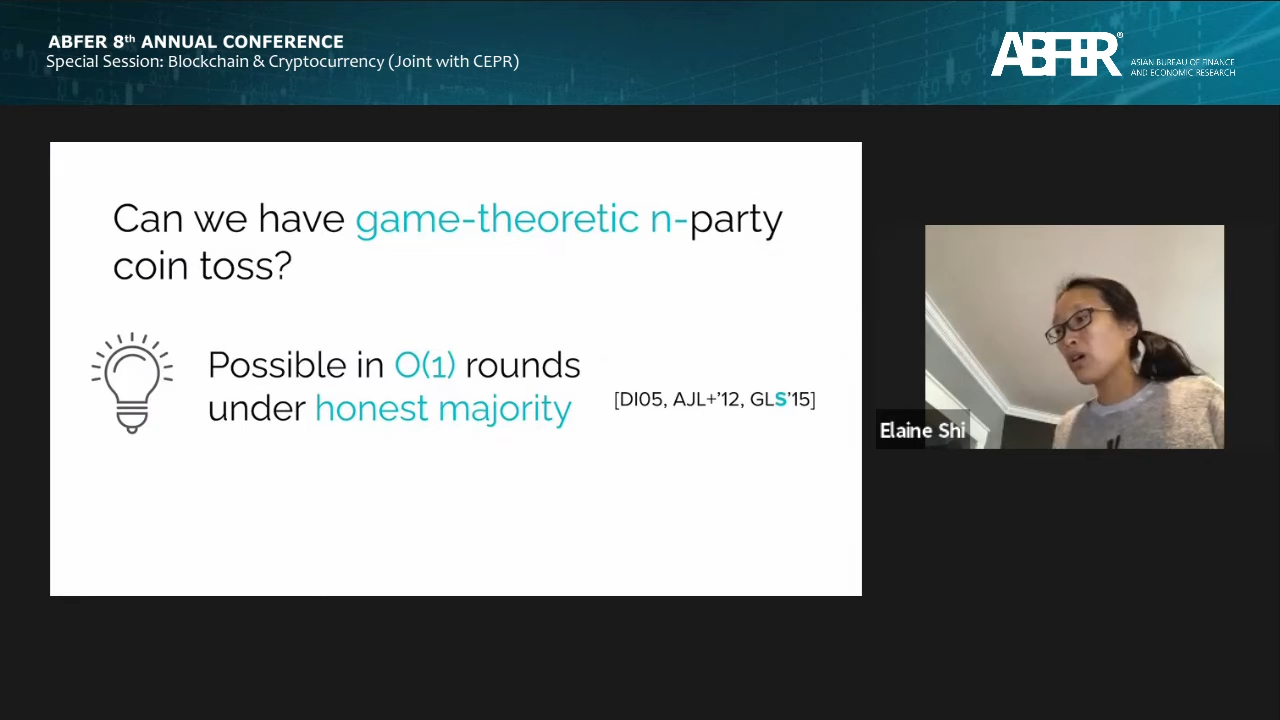 ABFER 8th ANNUAL CONFERENCE
Special Session: Blockchain & Cryptocurrency (Joint with CEPR)
ABFER®
ASIAN BUREAU OF FINANCE
AND ECONOMIC RESEARCH
Can we have game-theoretic n-party
coin toss?
Possible in O(1) rounds
under honest majority
[DI05, AJL+'12, GLS'15]
Elaine Shi